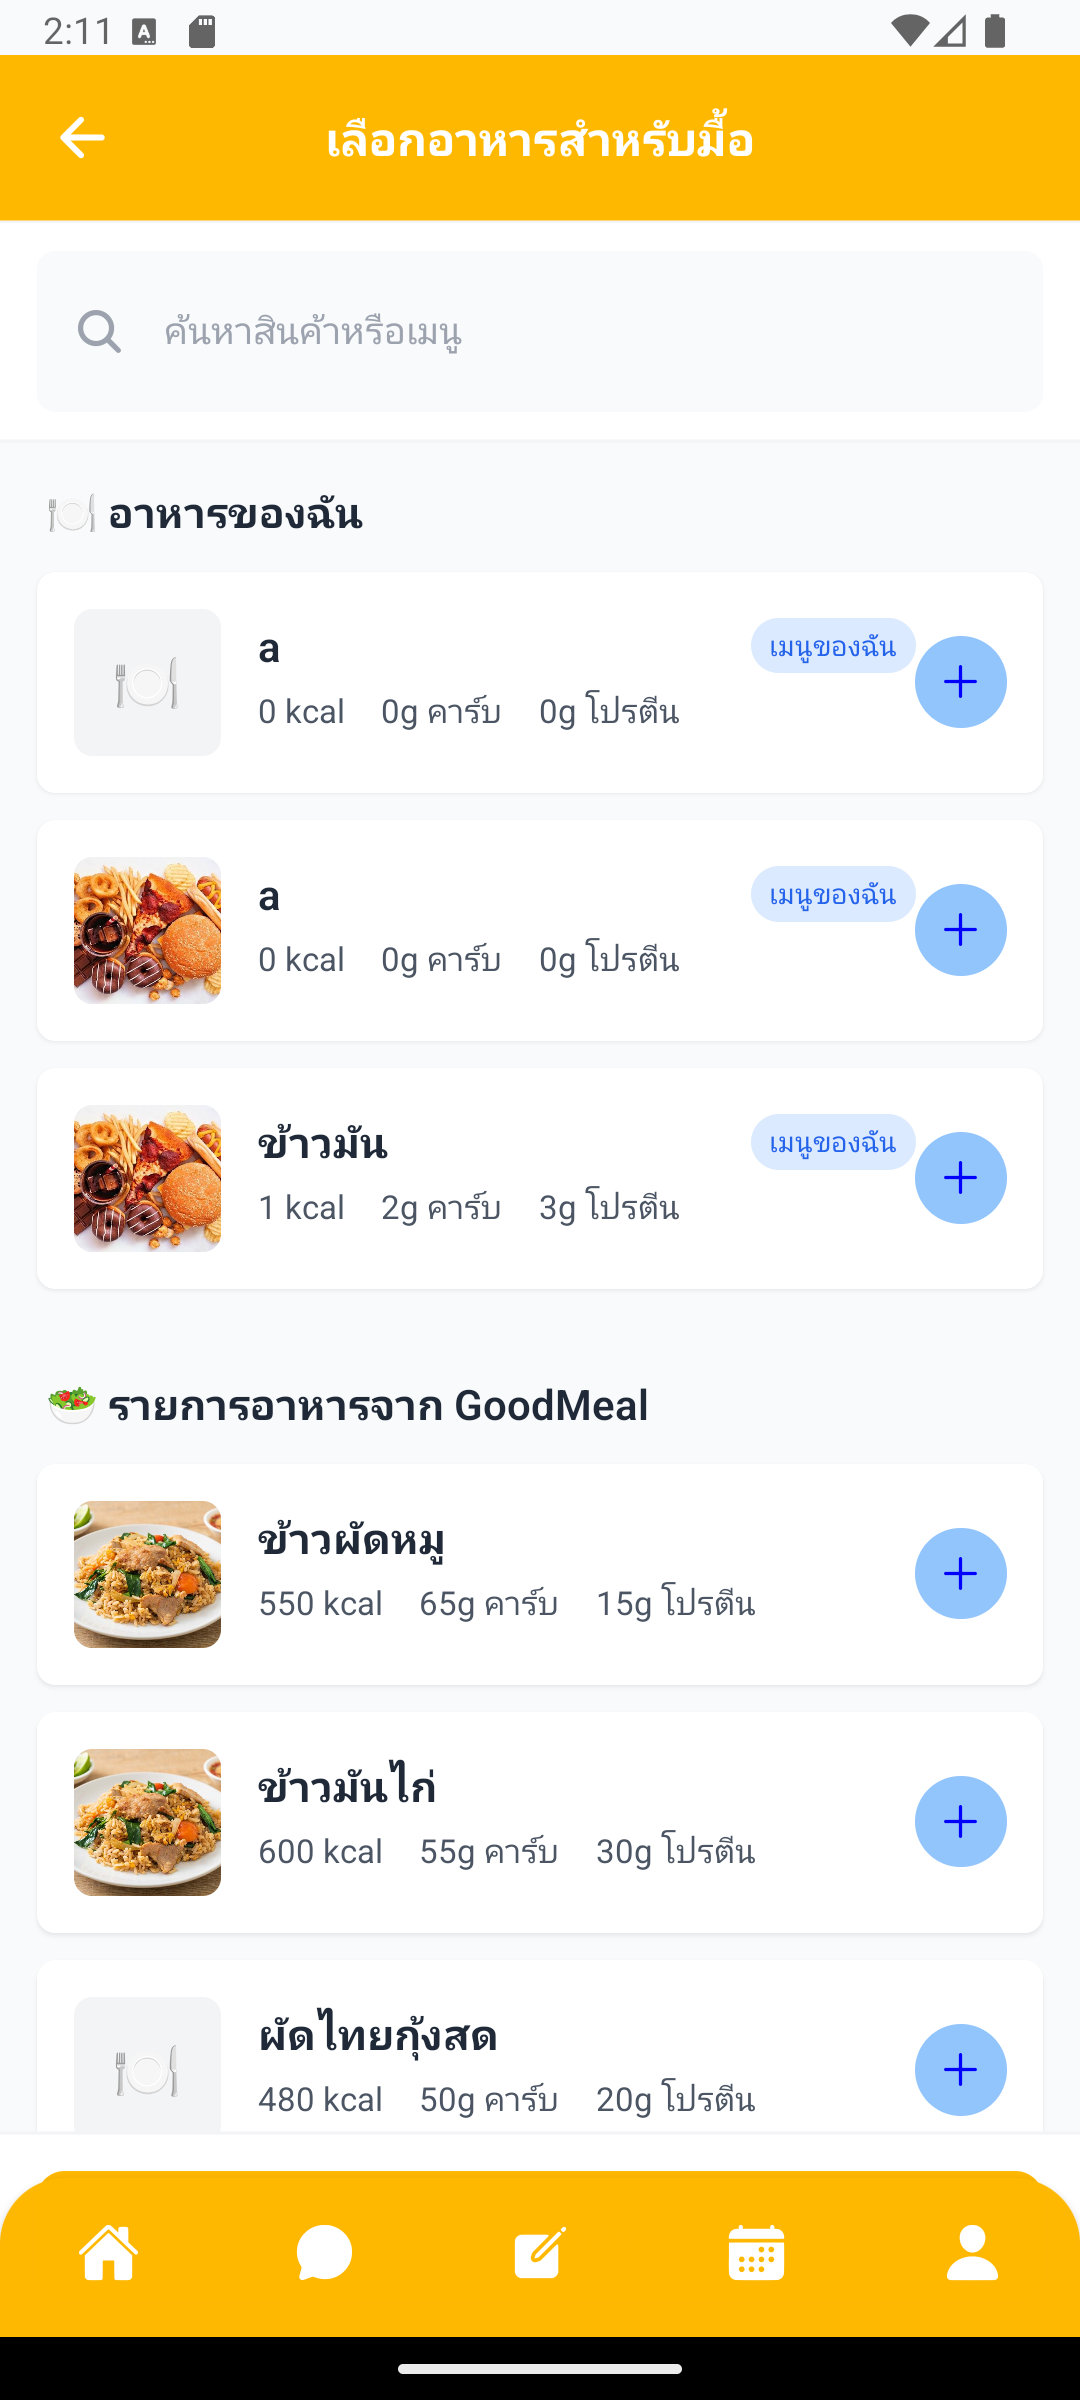 2:11
เลือกอาหารสำหรับมื้อ
ค้นหาสินค้าหรือเมนู
🍽️ อาหารของฉัน
a
เมนูของฉัน
0 kcal 0g คาร์บ 0g โปรตีน
a
เมนูของฉัน
0 kcal 0g คาร์บ 0g โปรตีน
ข้าวมัน
เมนูของฉัน
1 kcal 2g คาร์บ 3g โปรตีน
🥗 รายการอาหารจาก GoodMeal
ข้าวผัดหมู
550 kcal 65g คาร์บ 15g โปรตีน
ข้าวมันไก่
600 kcal 55g คาร์บ 30g โปรตีน
ผัดไทยกุ้งสด
480 kcal 50g คาร์บ 20g โปรตีน